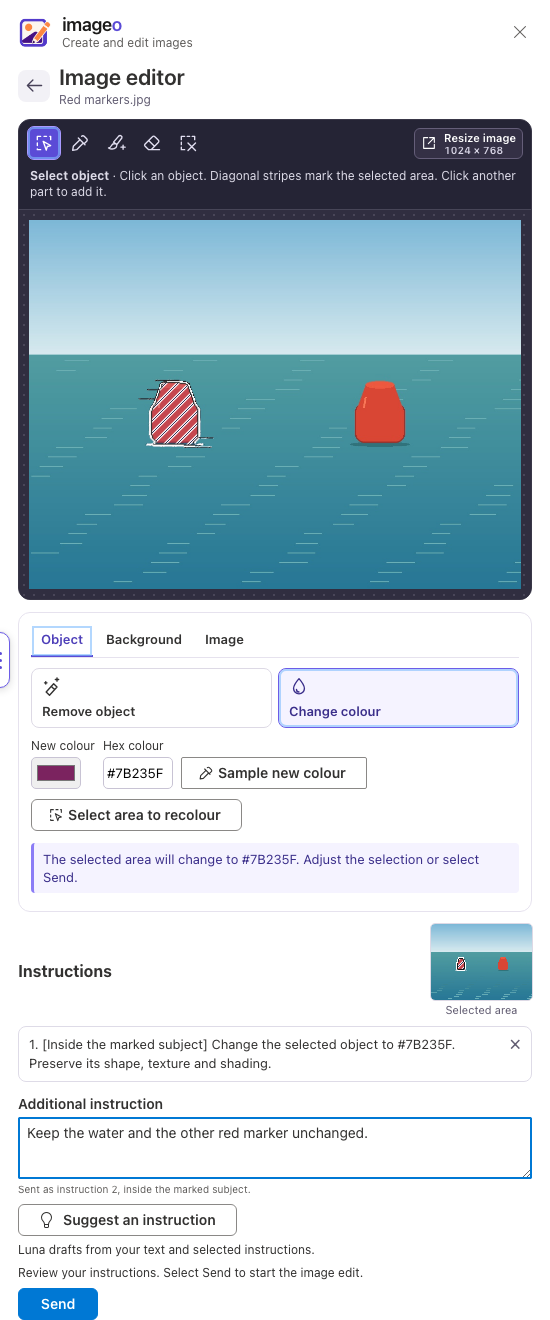 imageo
Create and edit images
Image editor
Red markers.jpg
Resize image
1024 × 768
Select object · Click an object. Diagonal stripes mark the selected area. Click another
part to add it.
Object
Background
Image
Remove object
Change colour
New colour
Hex colour
#7B235F
Sample new colour
Select area to recolour
The selected area will change to #7B235F. Adjust the selection or select
Send.
Instructions
Selected area
1. [Inside the marked subject] Change the selected object to #7B235F.
Preserve its shape, texture and shading.
Additional instruction
Keep the water and the other red marker unchanged.
Sent as instruction 2, inside the marked subject.
Suggest an instruction
Luna drafts from your text and selected instructions.
Review your instructions. Select Send to start the image edit.
Send